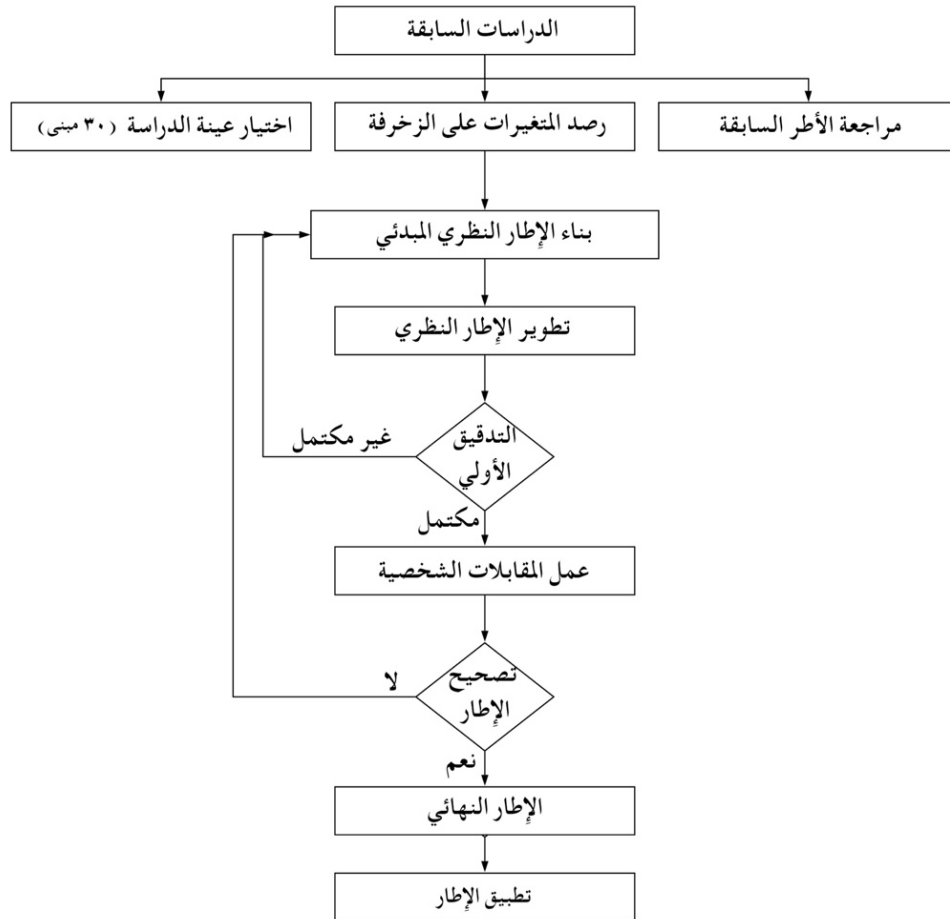 الدراسات السابقة
مراجعة الأطر السابقة
رصد المتغيرات على الزخرفة
اختيار عينة الدراسة (٣٠ مبنى)
بناء الإطار النظري المبدئي
تطوير الإطار النظري
التدقيق
الأولي
غير مكتمل
مكتمل
عمل المقابلات الشخصية
تصحيح
الإطار
لا
نعم
الإطار النهائي
تطبيق الإطار